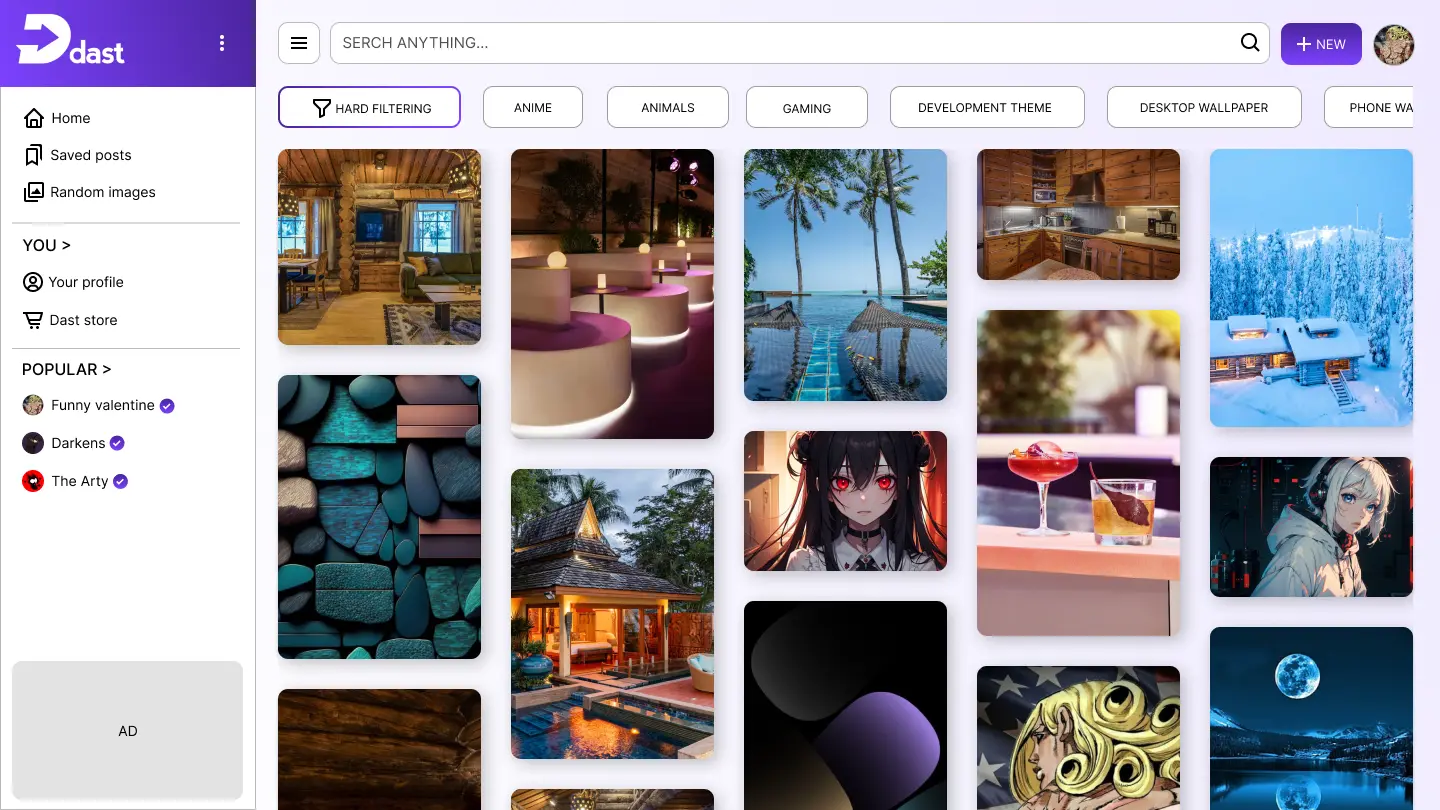 dast
SERCH ANYTHING...
NEW
HARD FILTERING
ANIME
ANIMALS
GAMING
DEVELOPMENT THEME
DESKTOP WALLPAPER
PHONE WA
Home
Saved posts
Random images
YOU >
Your profile
Dast store
POPULAR >
Funny valentine
Darkens
The Arty
AD